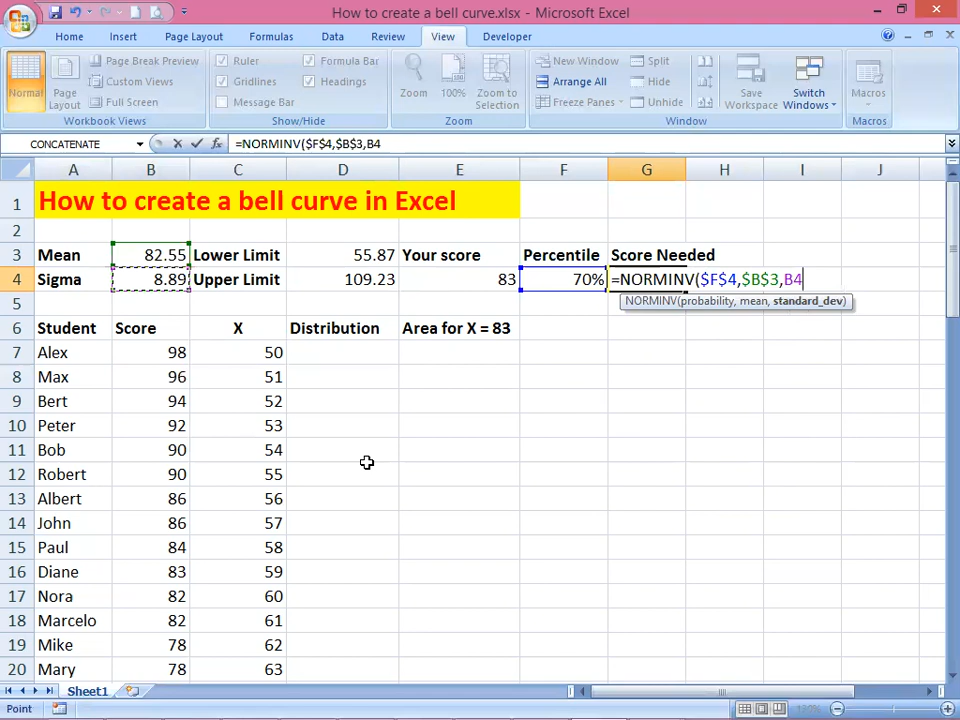 How to create a bell curve.xlsx - Microsoft Excel
Home Insert Page Layout Formulas Data Review View Developer
Normal Page Layout Page Break Preview Custom Views Full Screen
Workbook Views
Ruler Gridlines Message Bar Formula Bar Headings
Show/Hide
Zoom 100% Zoom to Selection
Zoom
New Window Arrange All Freeze Panes Split Hide Unhide Save Workspace Switch Windows
Window
Macros
Macros
CONCATENATE =NORMINV($F$4,$B$3,B4
A B C D E F G H I J
1 How to create a bell curve in Excel
2
3 Mean 82.55 Lower Limit 55.87 Your score Percentile Score Needed
4 Sigma 8.89 Upper Limit 109.23 83 70% =NORMINV($F$4,$B$3,B4
NORMINV(probability, mean, standard_dev)
5
6 Student Score X Distribution Area for X = 83
7 Alex 98 50
8 Max 96 51
9 Bert 94 52
10 Peter 92 53
11 Bob 90 54
12 Robert 90 55
13 Albert 86 56
14 John 86 57
15 Paul 84 58
16 Diane 83 59
17 Nora 82 60
18 Marcelo 82 61
19 Mike 78 62
20 Mary 78 63
Sheet1
Point